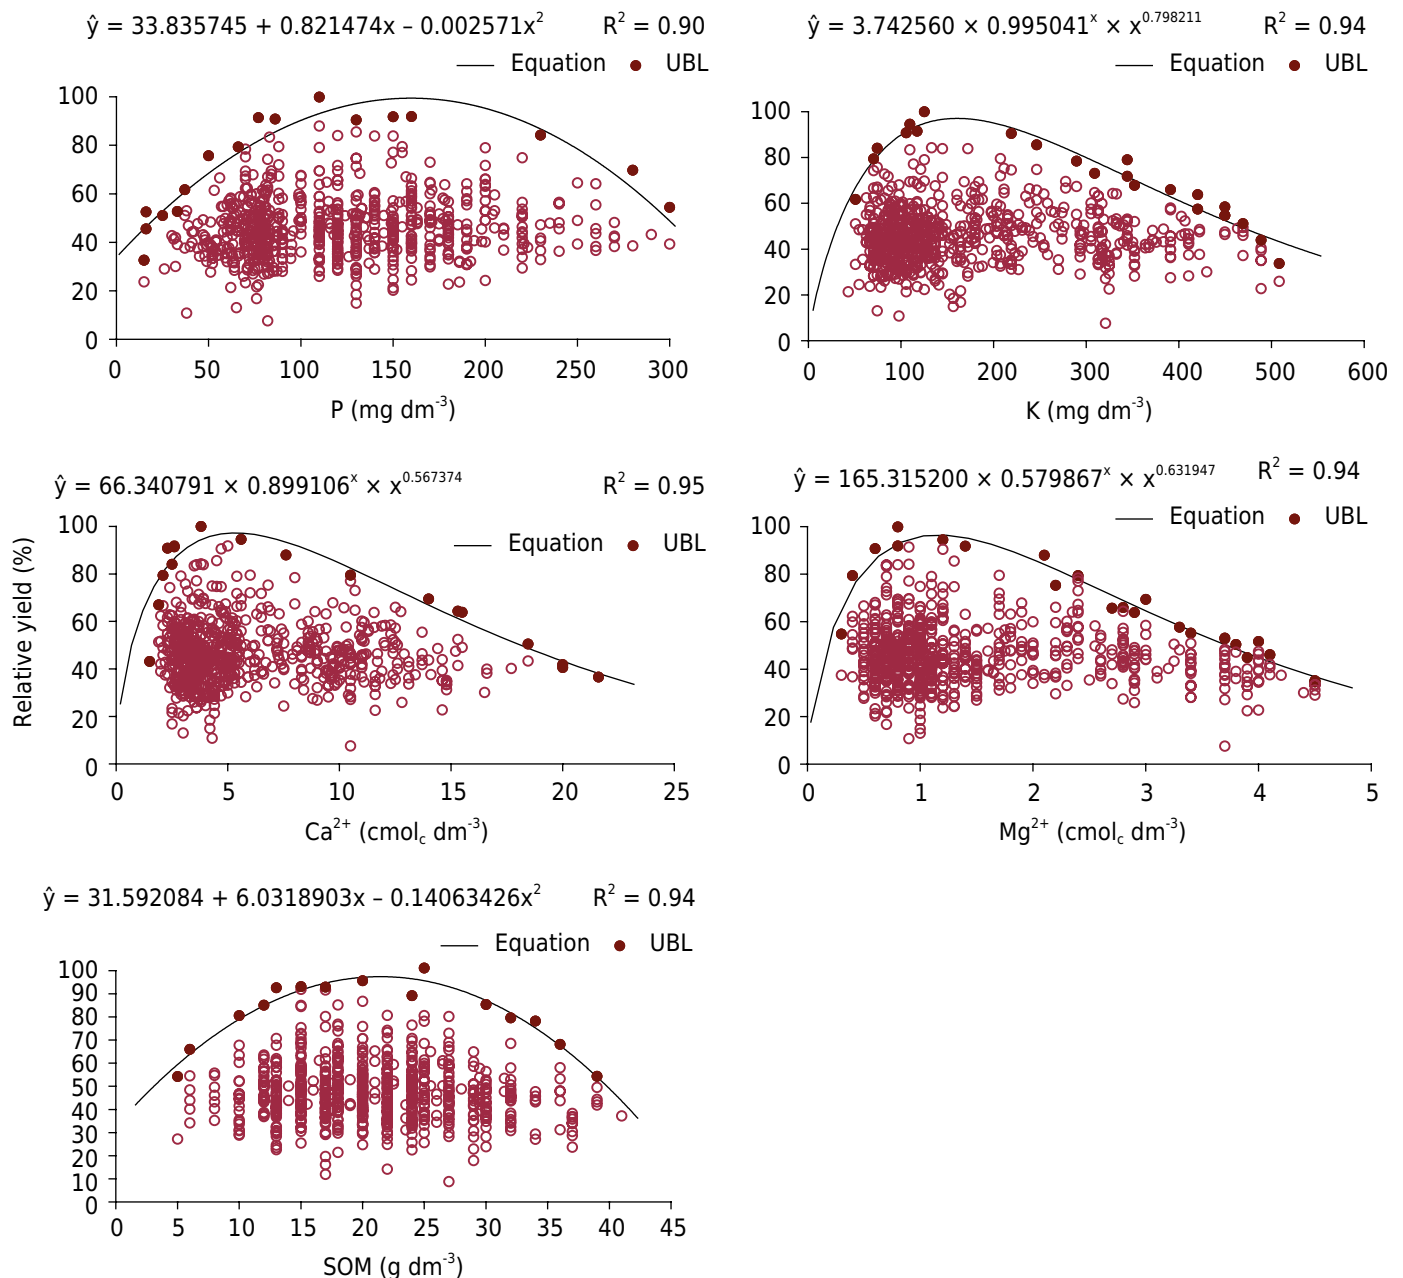 ŷ = 33.835745 + 0.821474x – 0.002571x² R² = 0.90
Equation UBL
100
80
60
40
20
0
0 50 100 150 200 250 300
P (mg dm⁻³)
ŷ = 3.742560 × 0.995041ˣ × x⁰·⁷⁹⁸²¹¹ R² = 0.94
Equation UBL
100
80
60
40
20
0
0 100 200 300 400 500 600
K (mg dm⁻³)
Relative yield (%)
ŷ = 66.340791 × 0.899106ˣ × x⁰·⁵⁶⁷³⁷⁴ R² = 0.95
Equation UBL
100
80
60
40
20
0
0 5 10 15 20 25
Ca²⁺ (cmol꜀ dm⁻³)
ŷ = 165.315200 × 0.579867ˣ × x⁰·⁶³¹⁹⁴⁷ R² = 0.94
Equation UBL
100
80
60
40
20
0
0 1 2 3 4 5
Mg²⁺ (cmol꜀ dm⁻³)
ŷ = 31.592084 + 6.0318903x – 0.14063426x² R² = 0.94
Equation UBL
100
90
80
70
60
50
40
30
20
10
0
0 5 10 15 20 25 30 35 40 45
SOM (g dm⁻³)